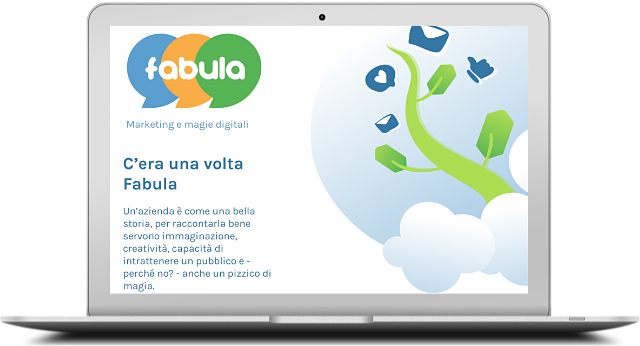 fabula
Marketing e magie digitali
C’era una volta
Fabula
Un’azienda è come una bella
storia, per raccontarla bene
servono immaginazione,
creatività, capacità di
intrattenere un pubblico e -
perché no? - anche un pizzico di
magia.